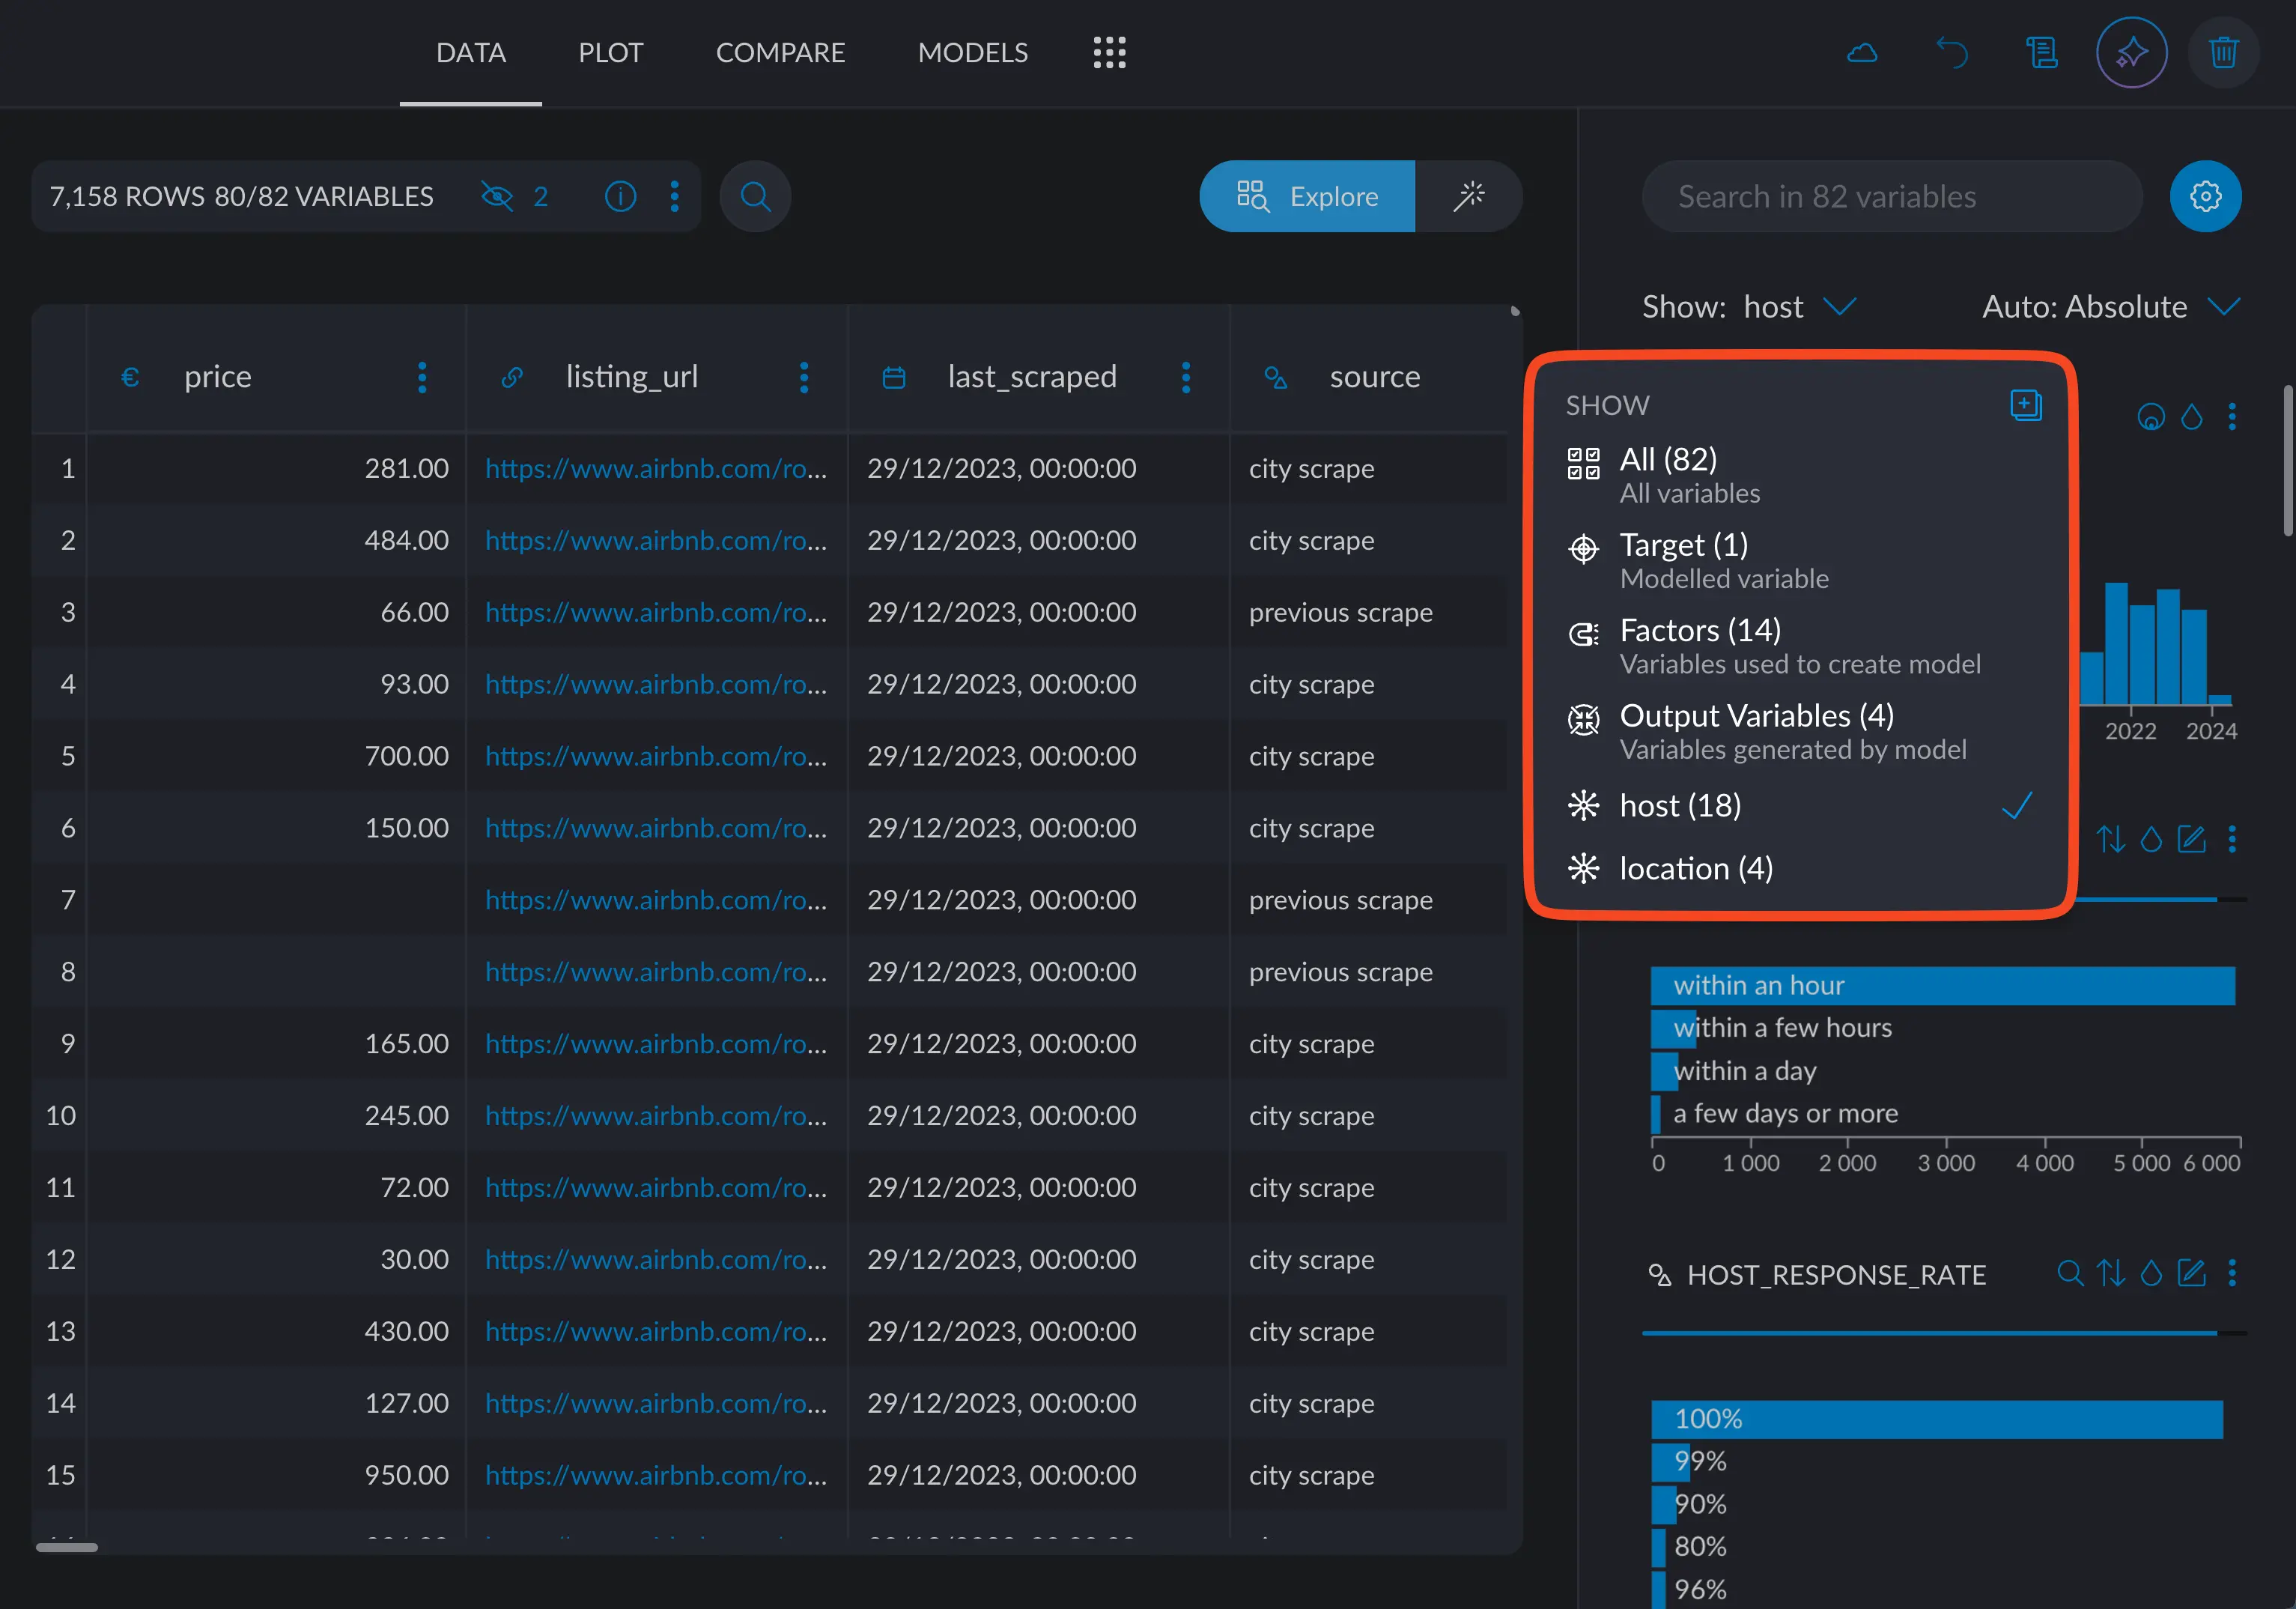 DATA PLOT COMPARE MODELS
7,158 ROWS 80/82 VARIABLES 2 Explore Search in 82 variables
Show: host Auto: Absolute
price listing_url last_scraped source
1 281.00 https://www.airbnb.com/ro... 29/12/2023, 00:00:00 city scrape
2 484.00 https://www.airbnb.com/ro... 29/12/2023, 00:00:00 city scrape
3 66.00 https://www.airbnb.com/ro... 29/12/2023, 00:00:00 previous scrape
4 93.00 https://www.airbnb.com/ro... 29/12/2023, 00:00:00 city scrape
5 700.00 https://www.airbnb.com/ro... 29/12/2023, 00:00:00 city scrape
6 150.00 https://www.airbnb.com/ro... 29/12/2023, 00:00:00 city scrape
7 https://www.airbnb.com/ro... 29/12/2023, 00:00:00 previous scrape
8 https://www.airbnb.com/ro... 29/12/2023, 00:00:00 previous scrape
9 165.00 https://www.airbnb.com/ro... 29/12/2023, 00:00:00 city scrape
10 245.00 https://www.airbnb.com/ro... 29/12/2023, 00:00:00 city scrape
11 72.00 https://www.airbnb.com/ro... 29/12/2023, 00:00:00 city scrape
12 30.00 https://www.airbnb.com/ro... 29/12/2023, 00:00:00 city scrape
13 430.00 https://www.airbnb.com/ro... 29/12/2023, 00:00:00 city scrape
14 127.00 https://www.airbnb.com/ro... 29/12/2023, 00:00:00 city scrape
15 950.00 https://www.airbnb.com/ro... 29/12/2023, 00:00:00 city scrape
SHOW
All (82)
All variables
Target (1)
Modelled variable
Factors (14)
Variables used to create model
Output Variables (4)
Variables generated by model
host (18)
location (4)
2022 2024
within an hour
within a few hours
within a day
a few days or more
0 1 000 2 000 3 000 4 000 5 000 6 000
HOST_RESPONSE_RATE
100%
99%
90%
80%
96%